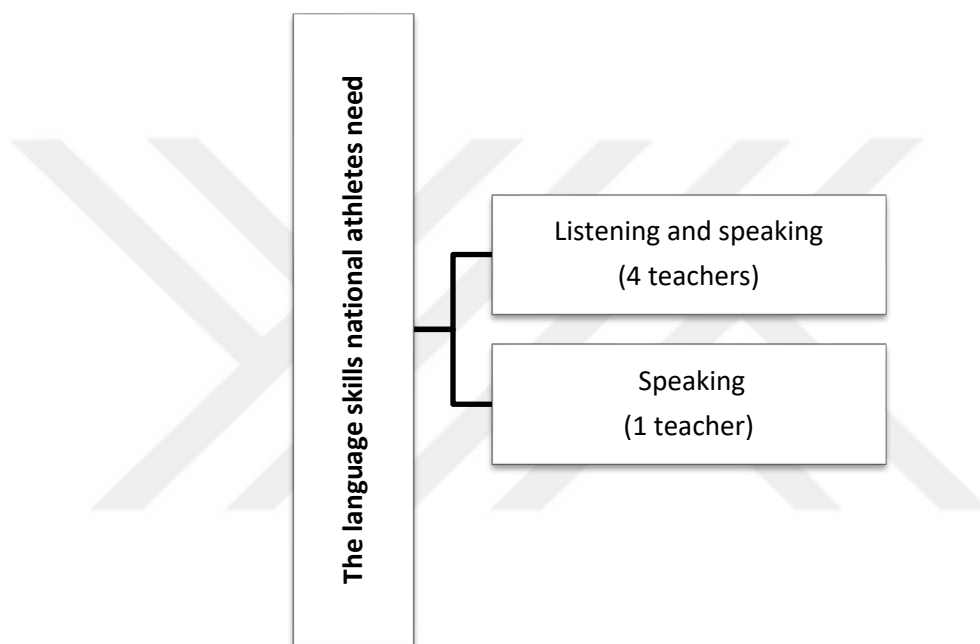 The language skills national athletes need
Listening and speaking
(4 teachers)
Speaking
(1 teacher)